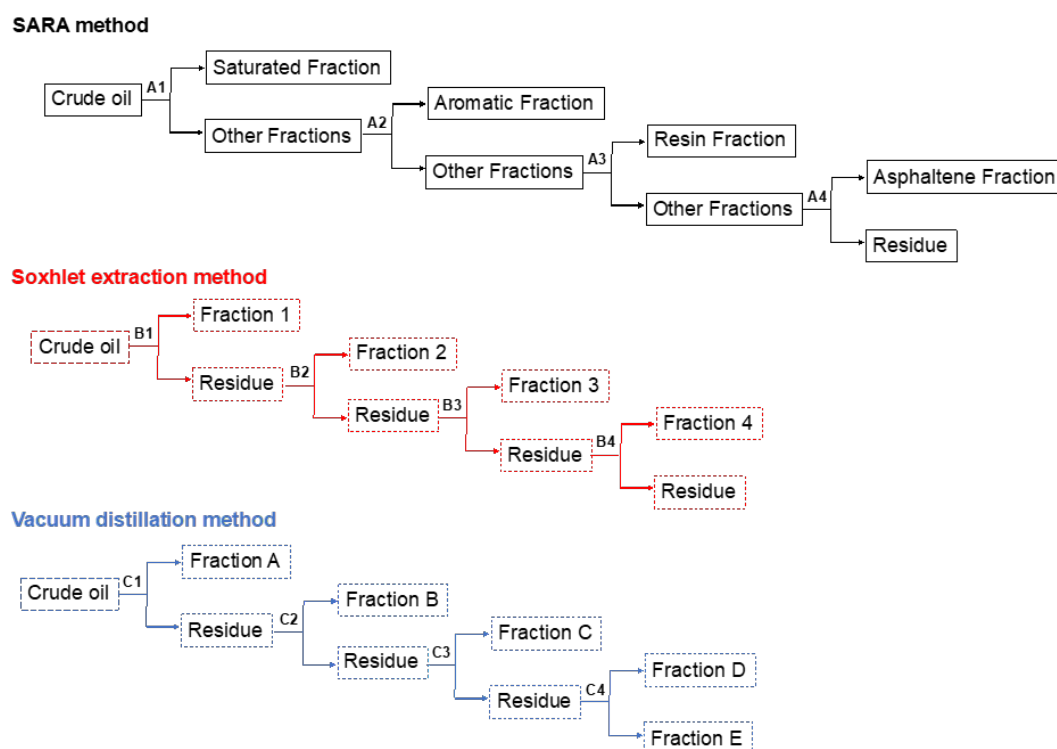 SARA method
Saturated Fraction
Crude oil
A1
Aromatic Fraction
Other Fractions
A2
Resin Fraction
Other Fractions
A3
Asphaltene Fraction
Other Fractions
A4
Residue
Soxhlet extraction method
Fraction 1
Crude oil
B1
Fraction 2
Residue
B2
Fraction 3
Residue
B3
Fraction 4
Residue
B4
Residue
Vacuum distillation method
Fraction A
Crude oil
C1
Fraction B
Residue
C2
Fraction C
Residue
C3
Fraction D
Residue
C4
Fraction E